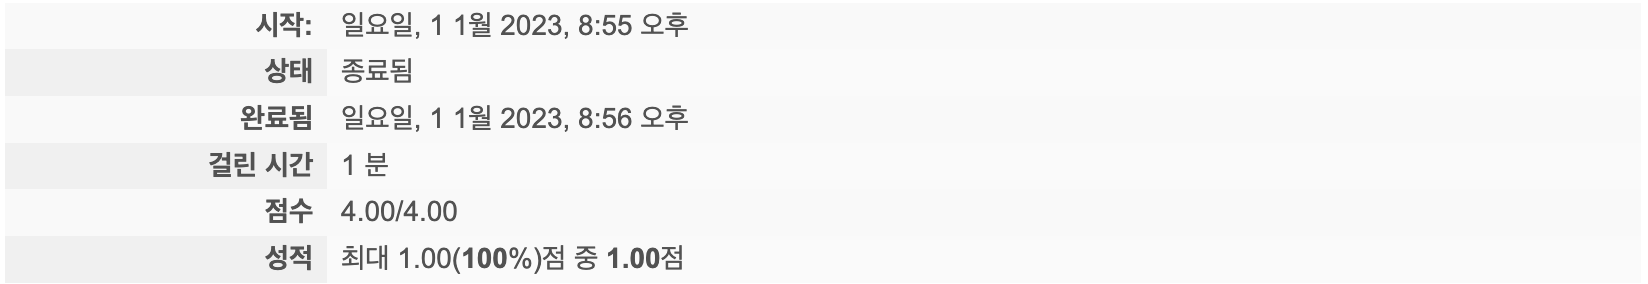 시작: 일요일, 1 1월 2023, 8:55 오후
상태 종료됨
완료됨 일요일, 1 1월 2023, 8:56 오후
걸린 시간 1 분
점수 4.00/4.00
성적 최대 1.00(100%)점 중 1.00점